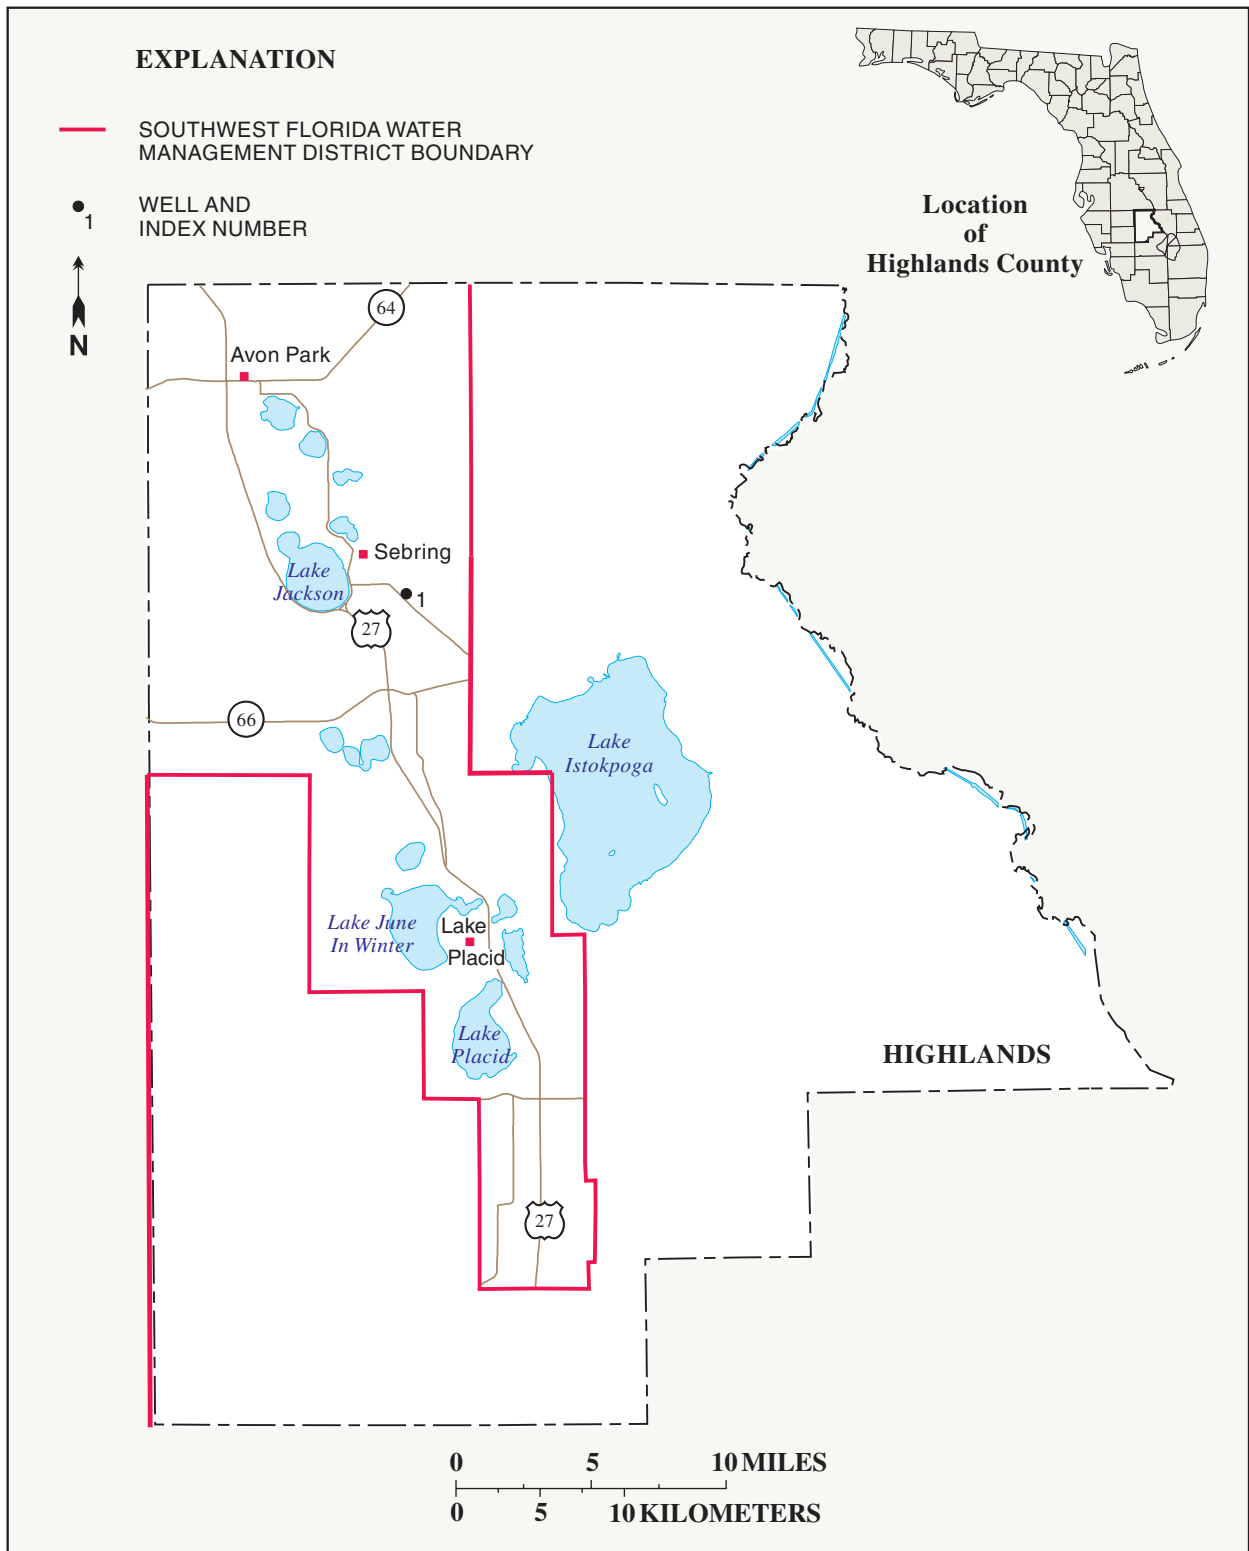 EXPLANATION
SOUTHWEST FLORIDA WATER
MANAGEMENT DISTRICT BOUNDARY
1
WELL AND
INDEX NUMBER
N
Location
of
Highlands County
64
Avon Park
Sebring
Lake
Jackson
1
27
66
Lake
Istokpoga
Lake June
In Winter
Lake
Placid
Lake
Placid
HIGHLANDS
27
0 5 10 MILES
0 5 10 KILOMETERS